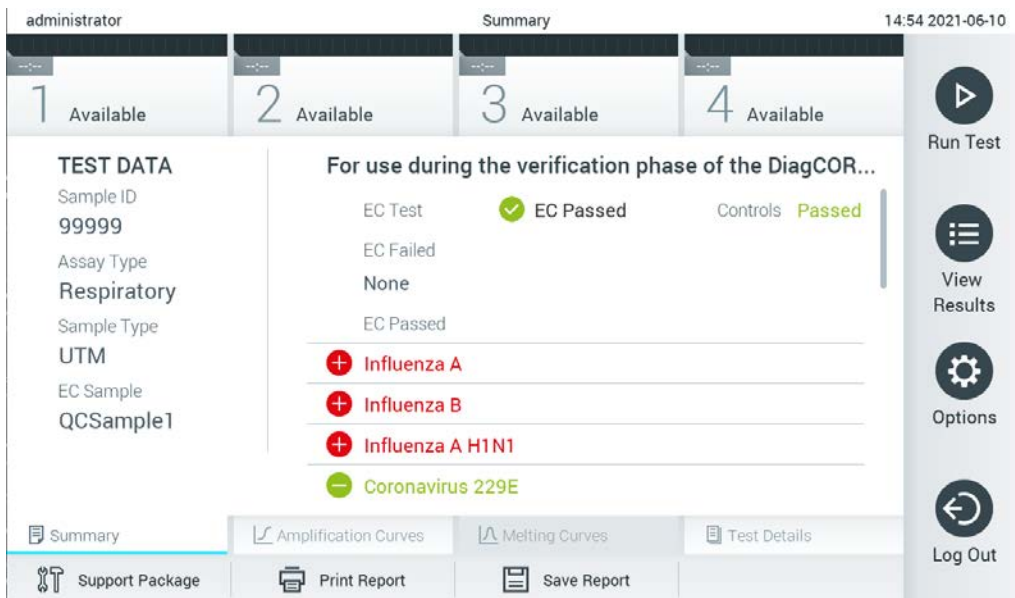 administrator
Summary
14:54 2021-06-10
--:--
1 Available
--:--
2 Available
--:--
3 Available
--:--
4 Available
Run Test
View
Results
Options
Log Out
TEST DATA
Sample ID
99999
Assay Type
Respiratory
Sample Type
UTM
EC Sample
QCSample1
For use during the verification phase of the DiagCOR...
EC Test EC Passed Controls Passed
EC Failed
None
EC Passed
Influenza A
Influenza B
Influenza A H1N1
Coronavirus 229E
Summary
Amplification Curves
Melting Curves
Test Details
Support Package
Print Report
Save Report